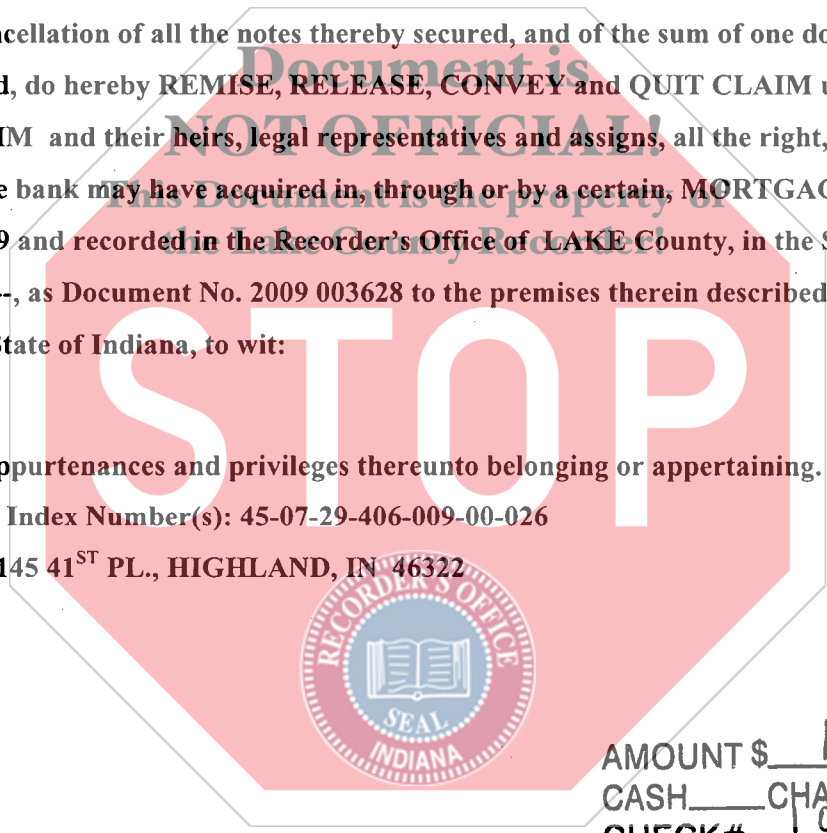 ncellation of all the notes thereby secured, and of the sum of one do
Document is
d, do hereby REMISE, RELEASE, CONVEY and QUIT CLAIM u
NOT OFFICIAL!
IM and their heirs, legal representatives and assigns, all the right,
e bank may have acquired in, through or by a certain, MORTGAG
This Document is the property of
9 and recorded in the Recorder's Office of LAKE County, in the S
the Lake County Recorder!
--, as Document No. 2009 003628 to the premises therein described
State of Indiana, to wit:
STOP
ppurtenances and privileges thereunto belonging or appertaining.
Index Number(s): 45-07-29-406-009-00-026
145 41ST PL., HIGHLAND, IN 46322
RECORDER'S OFFICE
SEAL
INDIANA
AMOUNT $
CASH CHA
CHECK#